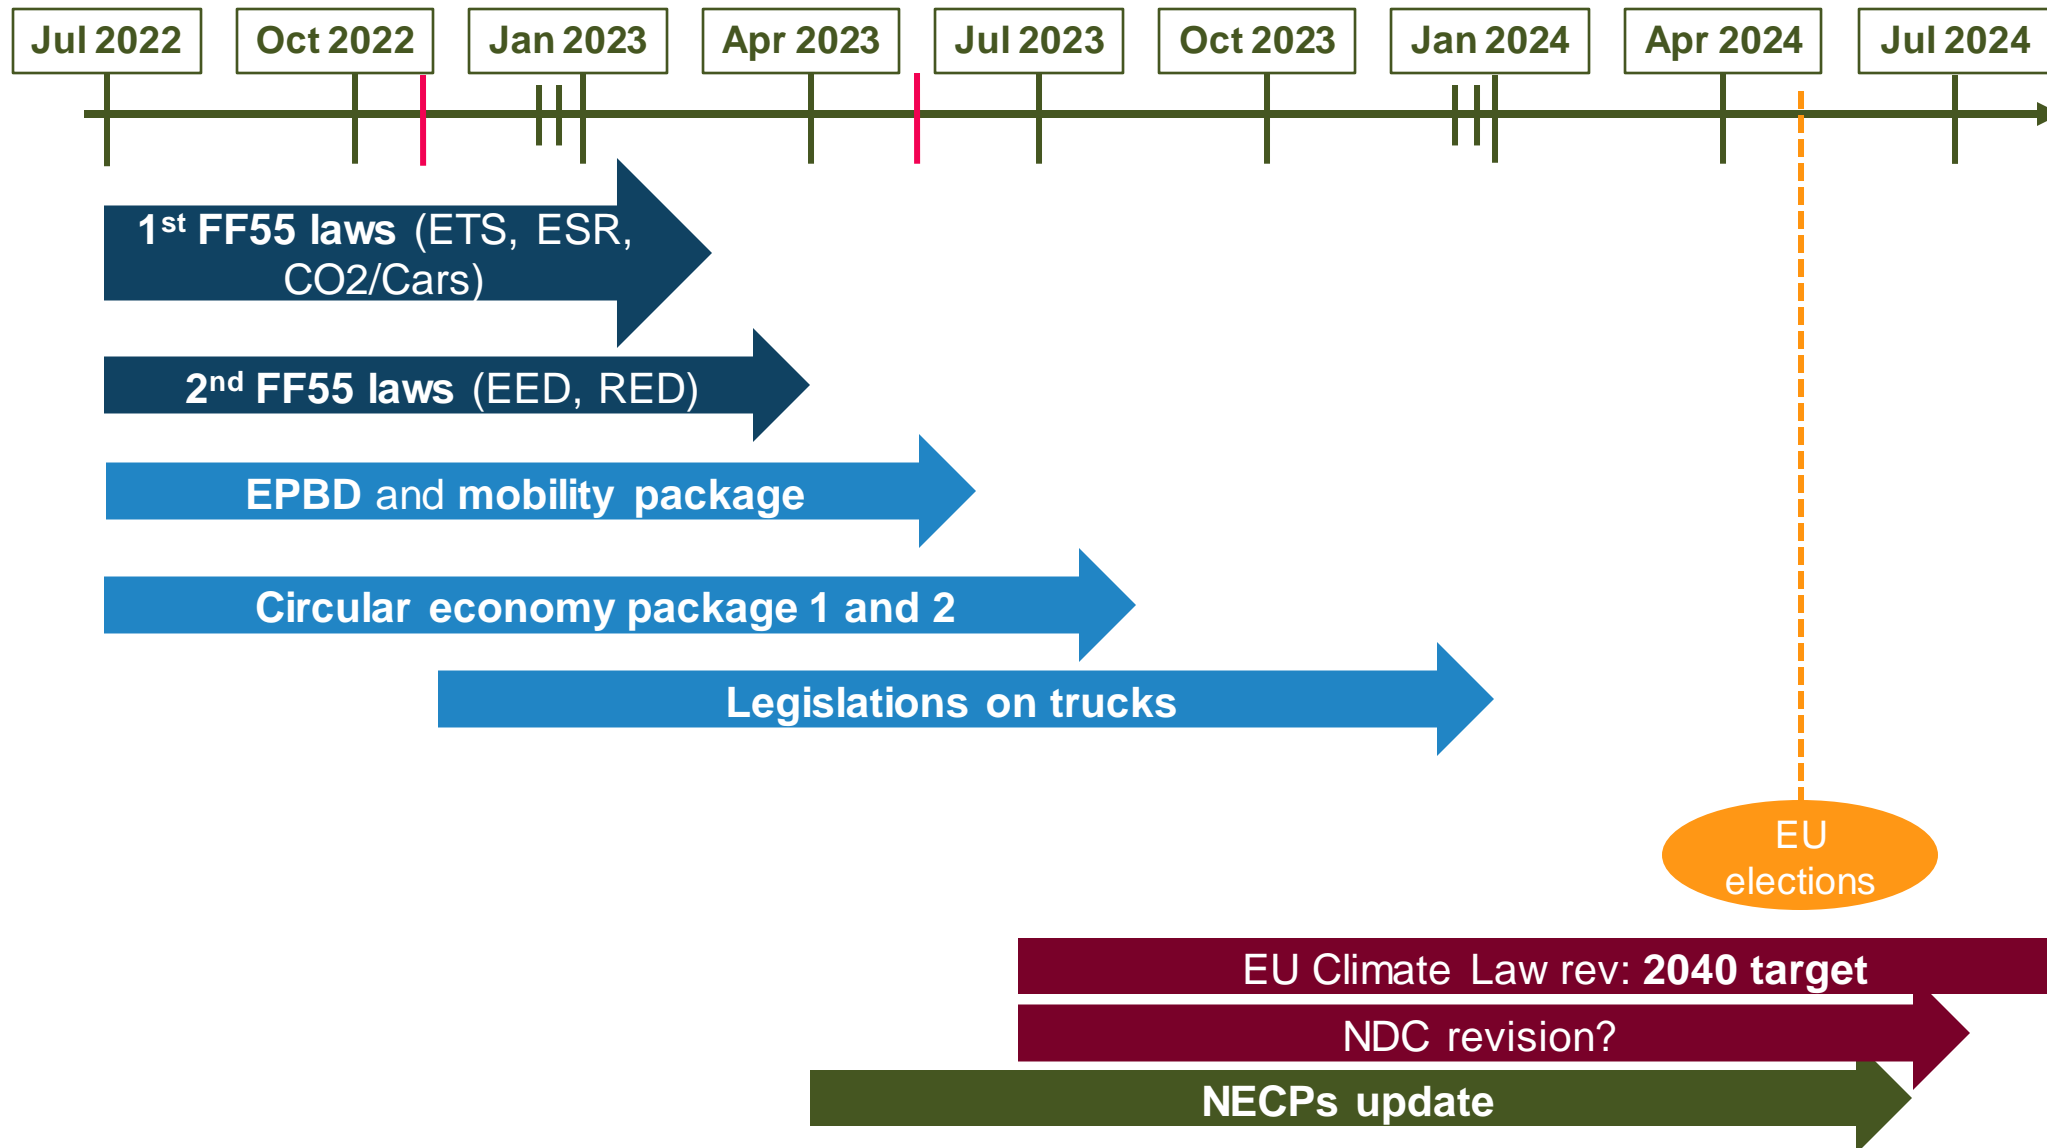 Jul 2022
Oct 2022
Jan 2023
Apr 2023
Jul 2023
Oct 2023
Jan 2024
Apr 2024
Jul 2024
1st FF55 laws (ETS, ESR,
CO2/Cars)
2nd FF55 laws (EED, RED)
EPBD and mobility package
Circular economy package 1 and 2
Legislations on trucks
EU
elections
EU Climate Law rev: 2040 target
NDC revision?
NECPs update